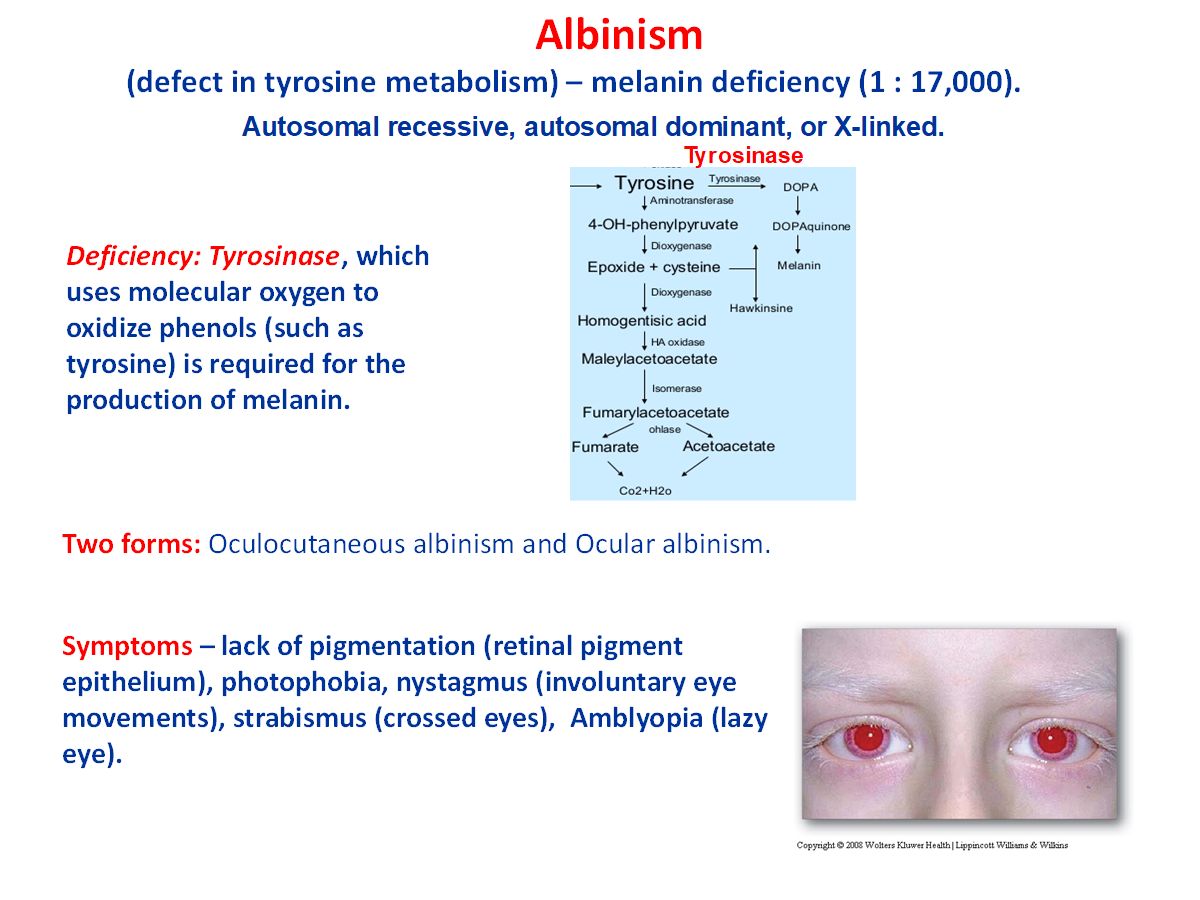 Albinism
(defect in tyrosine metabolism) – melanin deficiency (1 : 17,000).
Autosomal recessive, autosomal dominant, or X-linked.
Tyrosinase
Tyrosine Tyrosinase DOPA
Aminotransferase
4-OH-phenylpyruvate DOPAquinone
Dioxygenase
Epoxide + cysteine Melanin
Dioxygenase
Hawkinsine
Homogentisic acid
HA oxidase
Maleylacetoacetate
Isomerase
Fumarylacetoacetate
ohlase
Fumarate Acetoacetate
Co2+H2o
Deficiency: Tyrosinase, which
uses molecular oxygen to
oxidize phenols (such as
tyrosine) is required for the
production of melanin.
Two forms: Oculocutaneous albinism and Ocular albinism.
Symptoms – lack of pigmentation (retinal pigment
epithelium), photophobia, nystagmus (involuntary eye
movements), strabismus (crossed eyes), Amblyopia (lazy
eye).
Copyright © 2008 Wolters Kluwer Health | Lippincott Williams & Wilkins